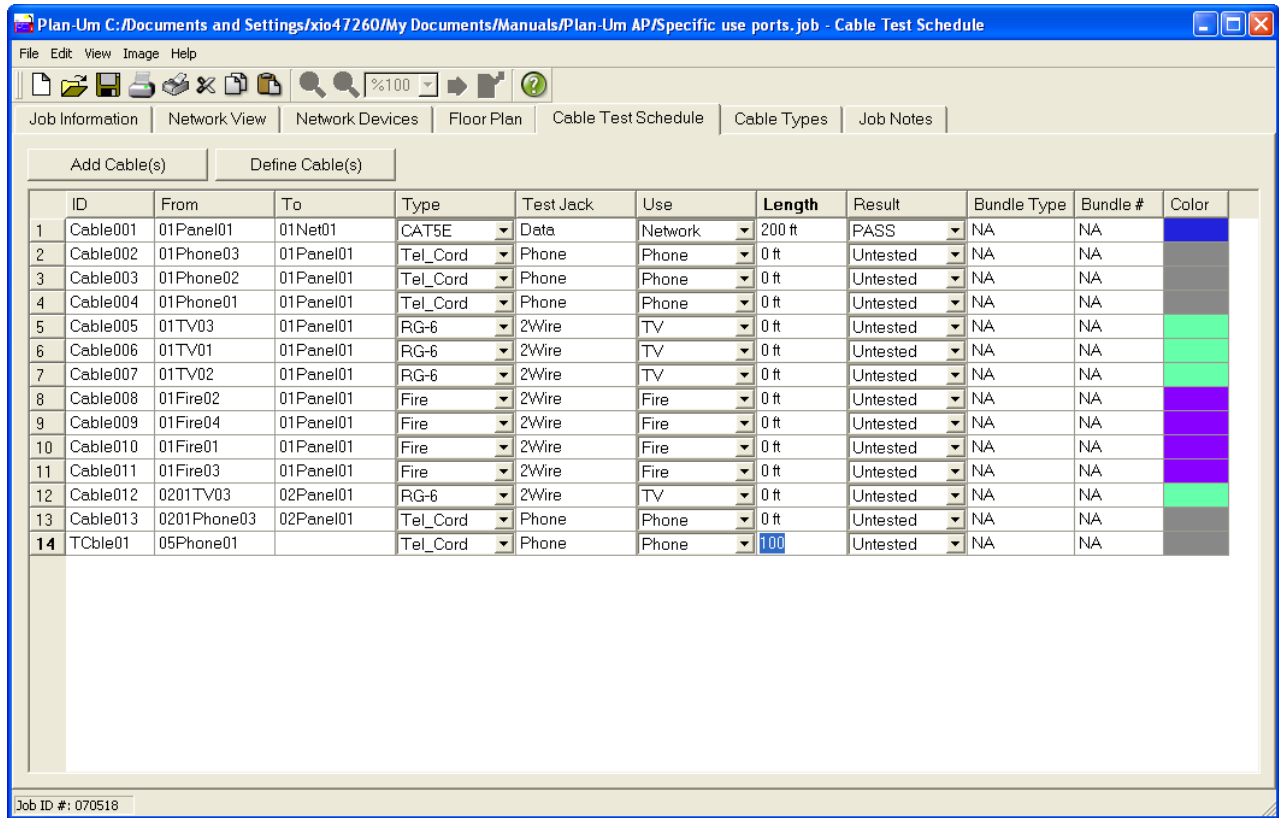 Plan-Um C:/Documents and Settings/xio47260/My Documents/Manuals/Plan-Um AP/Specific use ports.job - Cable Test Schedule
File Edit View Image Help
%100
Job Information Network View Network Devices Floor Plan Cable Test Schedule Cable Types Job Notes
Add Cable(s) Define Cable(s)
ID From To Type Test Jack Use Length Result Bundle Type Bundle # Color
1 Cable001 01Panel01 01Net01 CAT5E Data Network 200 ft PASS NA NA
2 Cable002 01Phone03 01Panel01 Tel_Cord Phone Phone 0 ft Untested NA NA
3 Cable003 01Phone02 01Panel01 Tel_Cord Phone Phone 0 ft Untested NA NA
4 Cable004 01Phone01 01Panel01 Tel_Cord Phone Phone 0 ft Untested NA NA
5 Cable005 01TV03 01Panel01 RG-6 2Wire TV 0 ft Untested NA NA
6 Cable006 01TV01 01Panel01 RG-6 2Wire TV 0 ft Untested NA NA
7 Cable007 01TV02 01Panel01 RG-6 2Wire TV 0 ft Untested NA NA
8 Cable008 01Fire02 01Panel01 Fire 2Wire Fire 0 ft Untested NA NA
9 Cable009 01Fire04 01Panel01 Fire 2Wire Fire 0 ft Untested NA NA
10 Cable010 01Fire01 01Panel01 Fire 2Wire Fire 0 ft Untested NA NA
11 Cable011 01Fire03 01Panel01 Fire 2Wire Fire 0 ft Untested NA NA
12 Cable012 0201TV03 02Panel01 RG-6 2Wire TV 0 ft Untested NA NA
13 Cable013 0201Phone03 02Panel01 Tel_Cord Phone Phone 0 ft Untested NA NA
14 TCble01 05Phone01 Tel_Cord Phone Phone 100 Untested NA NA
Job ID #: 070518